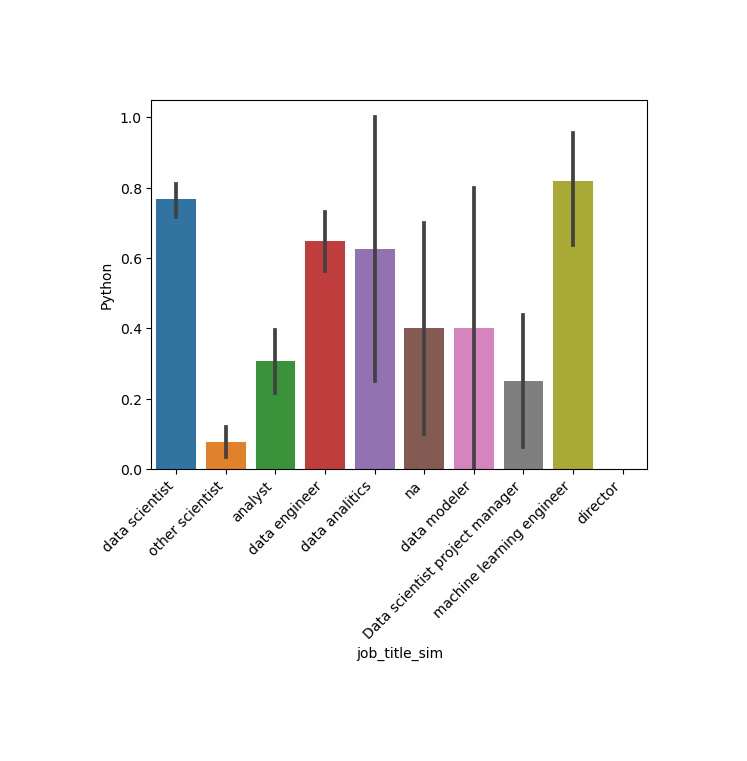 1.0
0.8
0.6
0.4
0.2
0.0
Python
data scientist
other scientist
analyst
data engineer
data analitics
na
data modeler
Data scientist project manager
machine learning engineer
director
job_title_sim